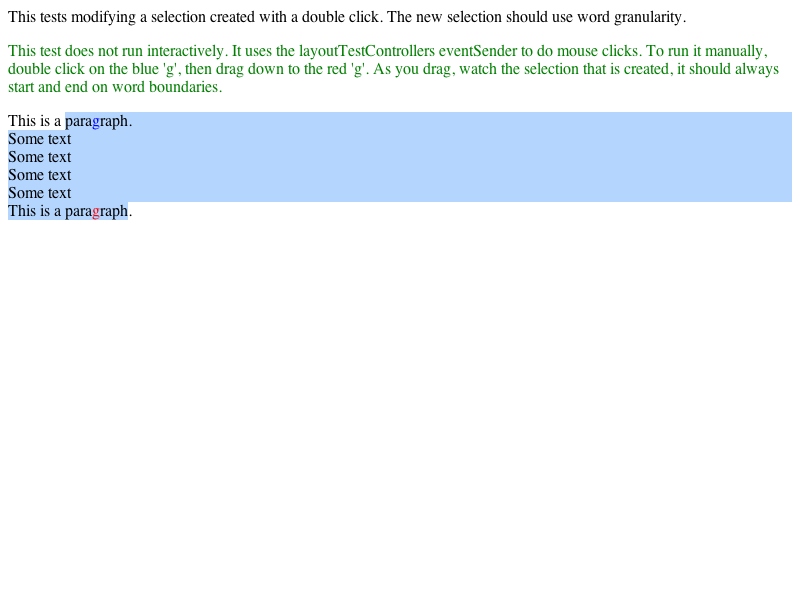 This tests modifying a selection created with a double click. The new selection should use word granularity.
This test does not run interactively. It uses the layoutTestControllers eventSender to do mouse clicks. To run it manually,
double click on the blue 'g', then drag down to the red 'g'. As you drag, watch the selection that is created, it should always
start and end on word boundaries.
This is a paragraph.
Some text
Some text
Some text
Some text
This is a paragraph.